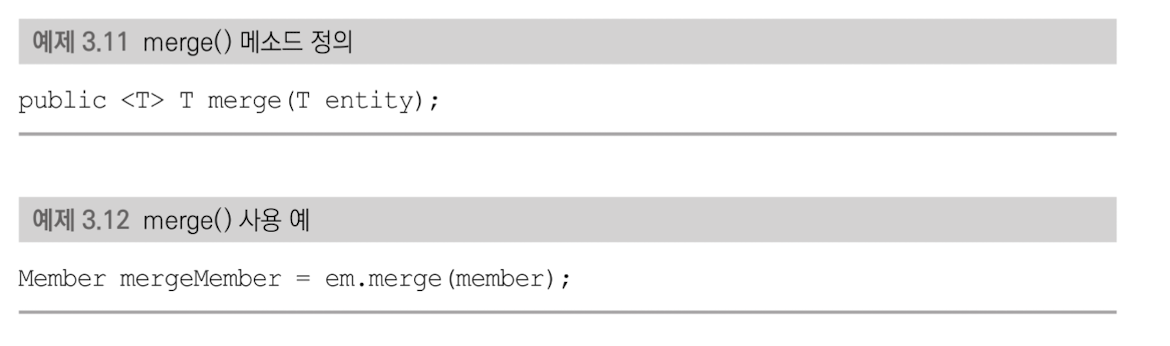 예제 3.11 merge() 메소드 정의
public <T> T merge(T entity);
예제 3.12 merge() 사용 예
Member mergeMember = em.merge(member);